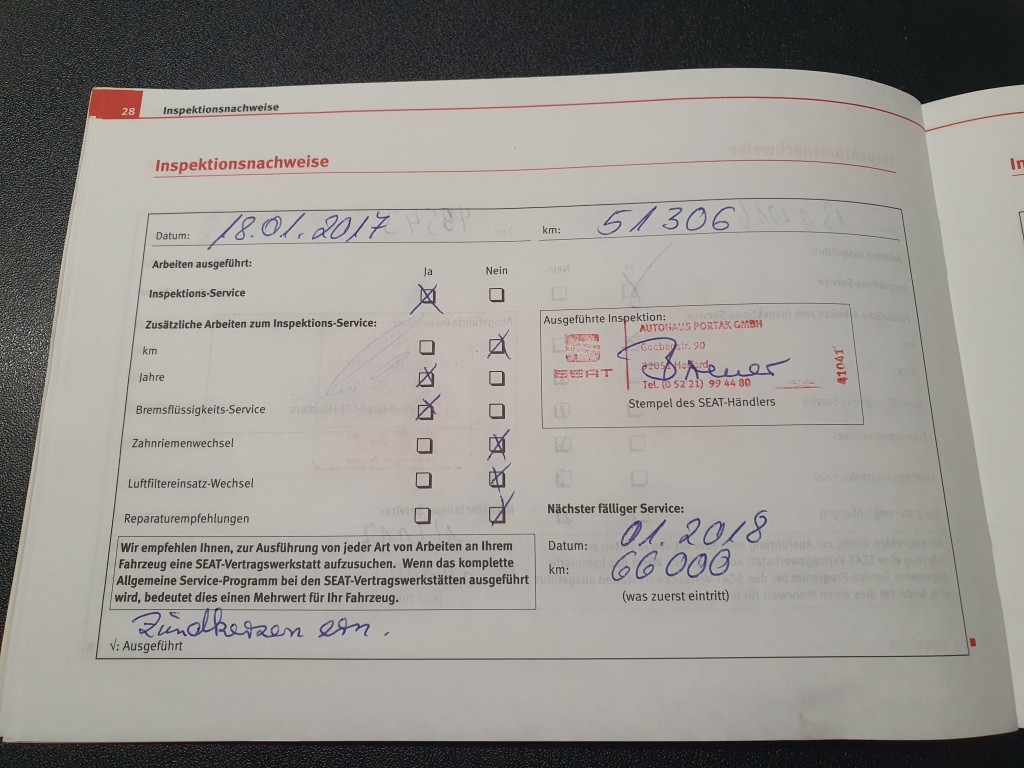 28 Inspektionsnachweise
Inspektionsnachweise
Datum: 18.01.2017 km: 51306
Arbeiten ausgeführt:
Ja Nein
Inspektions-Service
Zusätzliche Arbeiten zum Inspektions-Service:
km
Jahre
Bremsflüssigkeits-Service
Zahnriemenwechsel
Luftfiltereinsatz-Wechsel
Reparaturempfehlungen
Wir empfehlen Ihnen, zur Ausführung von jeder Art von Arbeiten an Ihrem
Fahrzeug eine SEAT-Vertragswerkstatt aufzusuchen. Wenn das komplette
Allgemeine Service-Programm bei den SEAT-Vertragswerkstätten ausgeführt
wird, bedeutet dies einen Mehrwert für Ihr Fahrzeug.
Zündkerzen ern.
√: Ausgeführt
Ausgeführte Inspektion:
AUTOHAUS PORTAK GMBH
Goebenstr. 90
Tel. (0 52 21) 99 44 80
SEAT
41041
Stempel des SEAT-Händlers
Nächster fälliger Service:
Datum: 01.2018
km: 66000
(was zuerst eintritt)